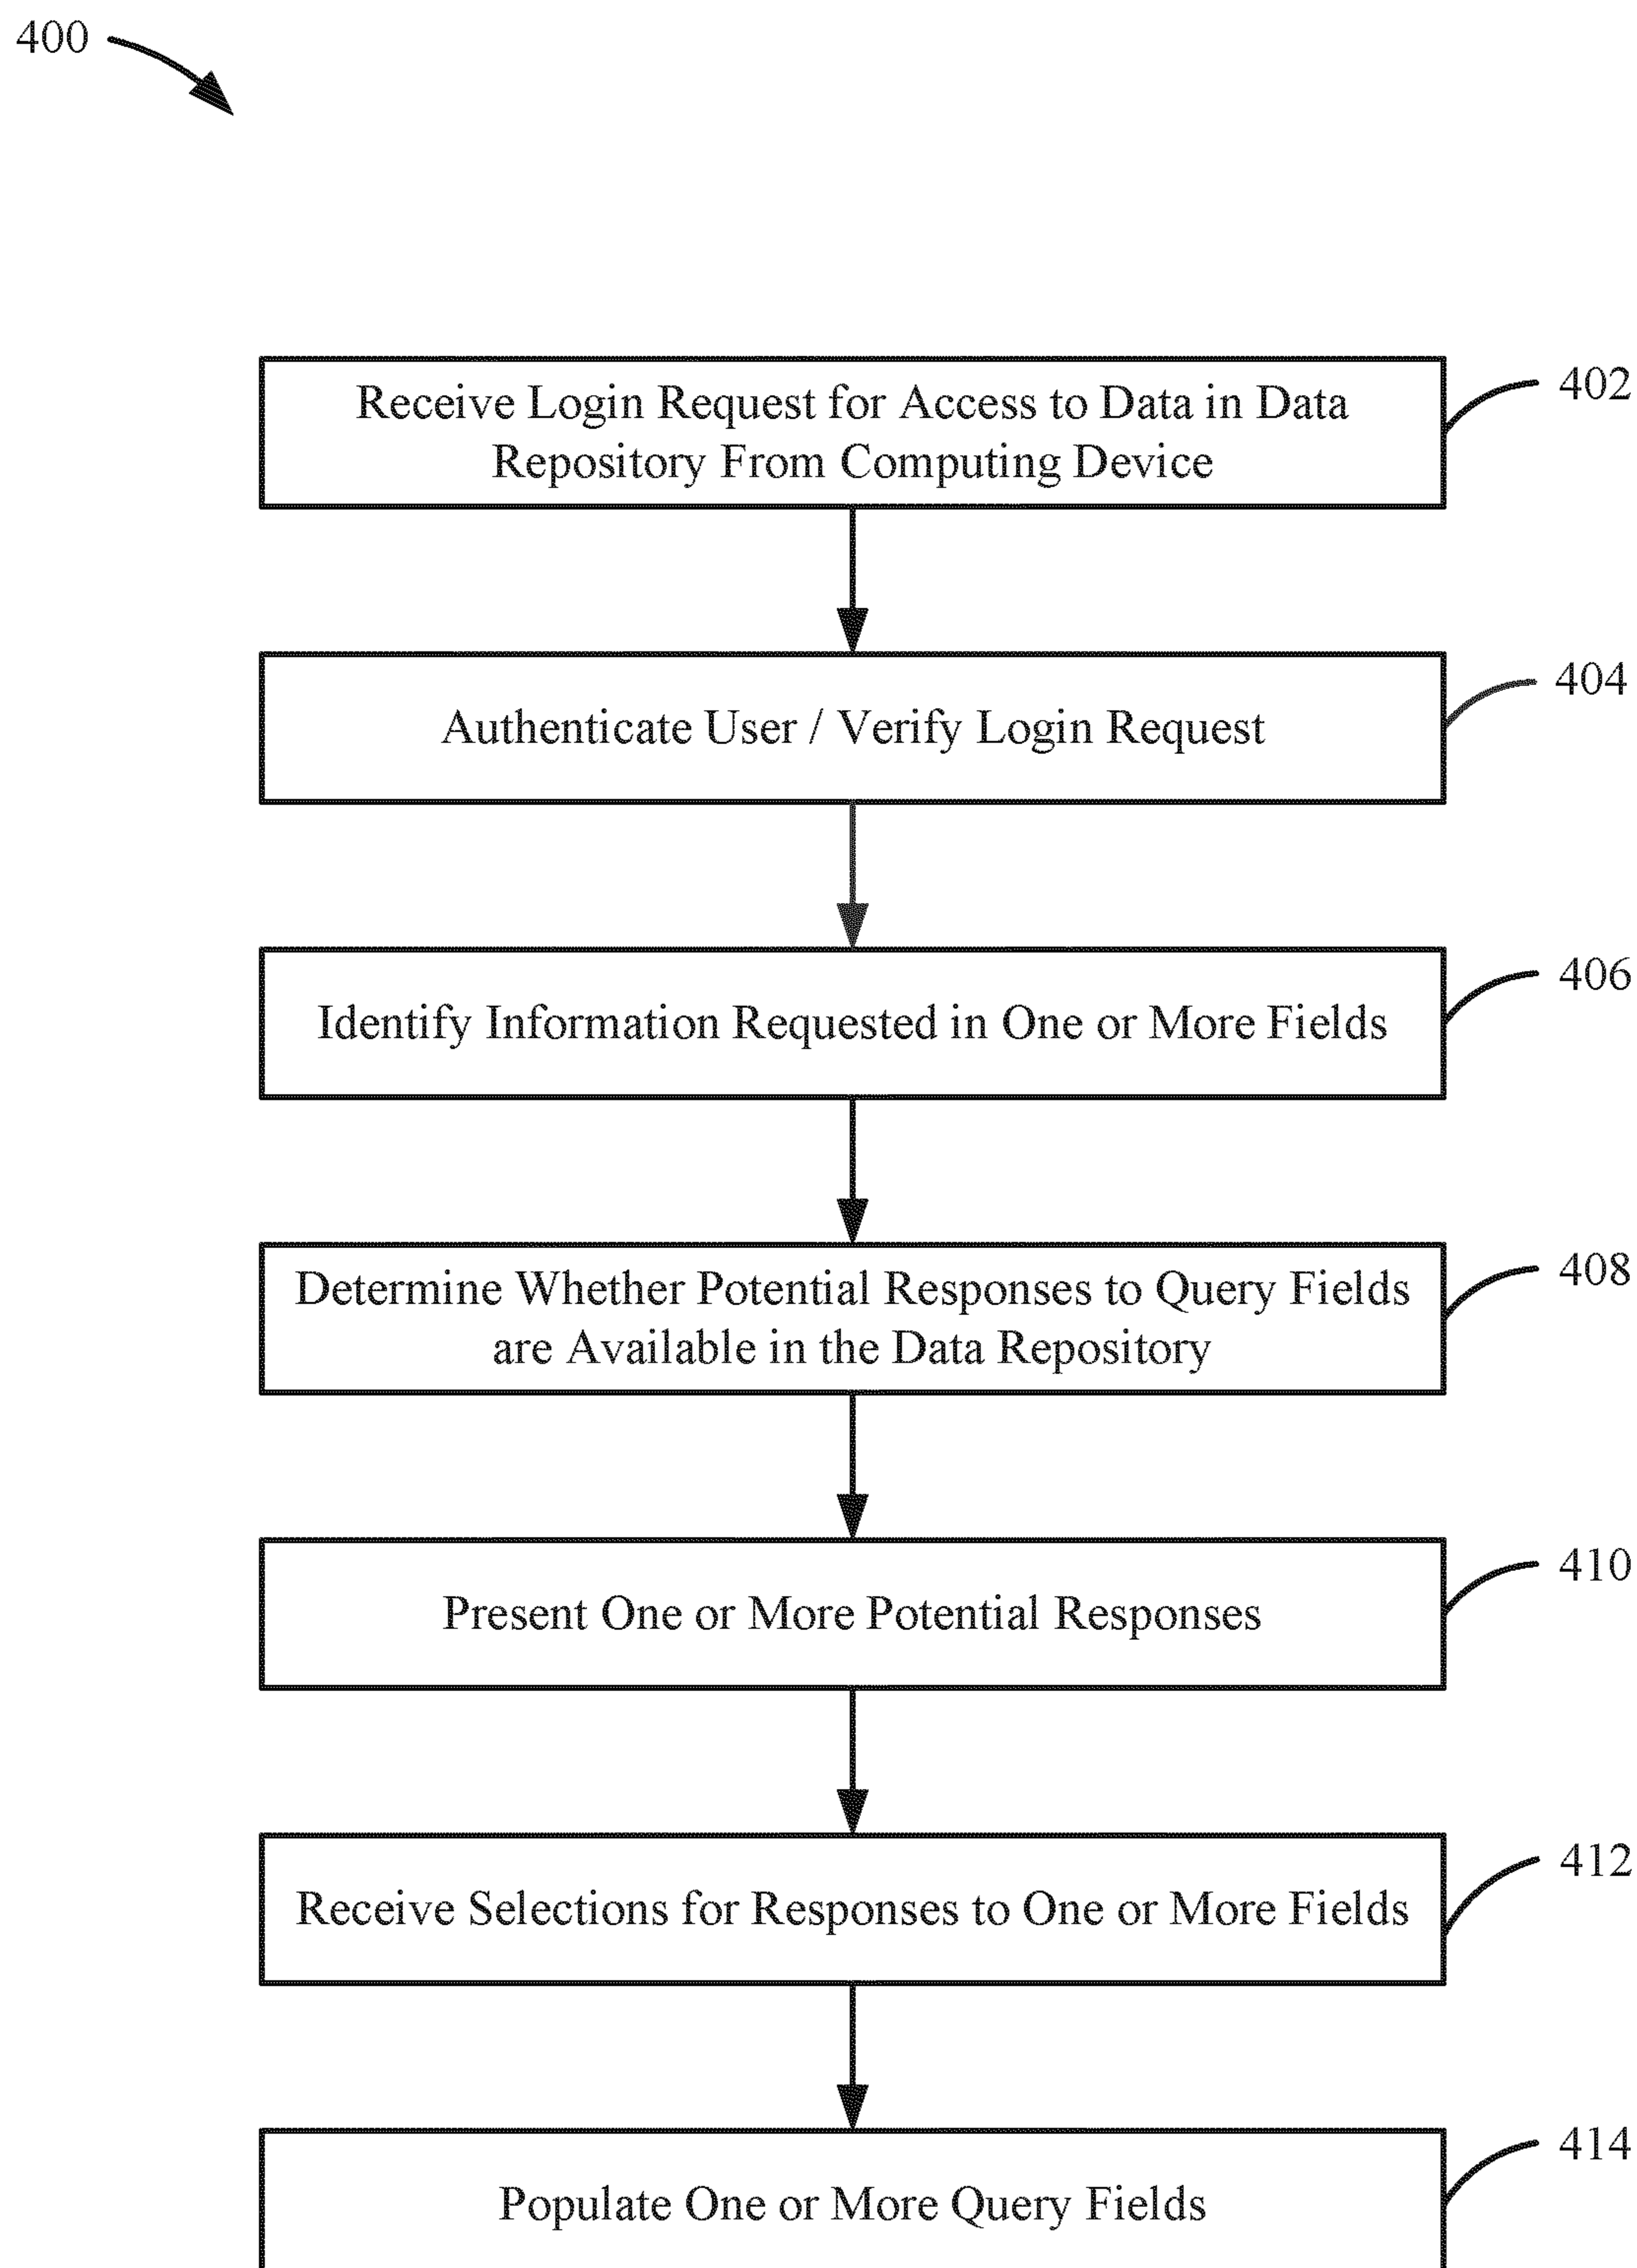 400
Receive Login Request for Access to Data in Data
Repository From Computing Device
402
Authenticate User / Verify Login Request
404
Identify Information Requested in One or More Fields
406
Determine Whether Potential Responses to Query Fields
are Available in the Data Repository
408
Present One or More Potential Responses
410
Receive Selections for Responses to One or More Fields
412
Populate One or More Query Fields
414